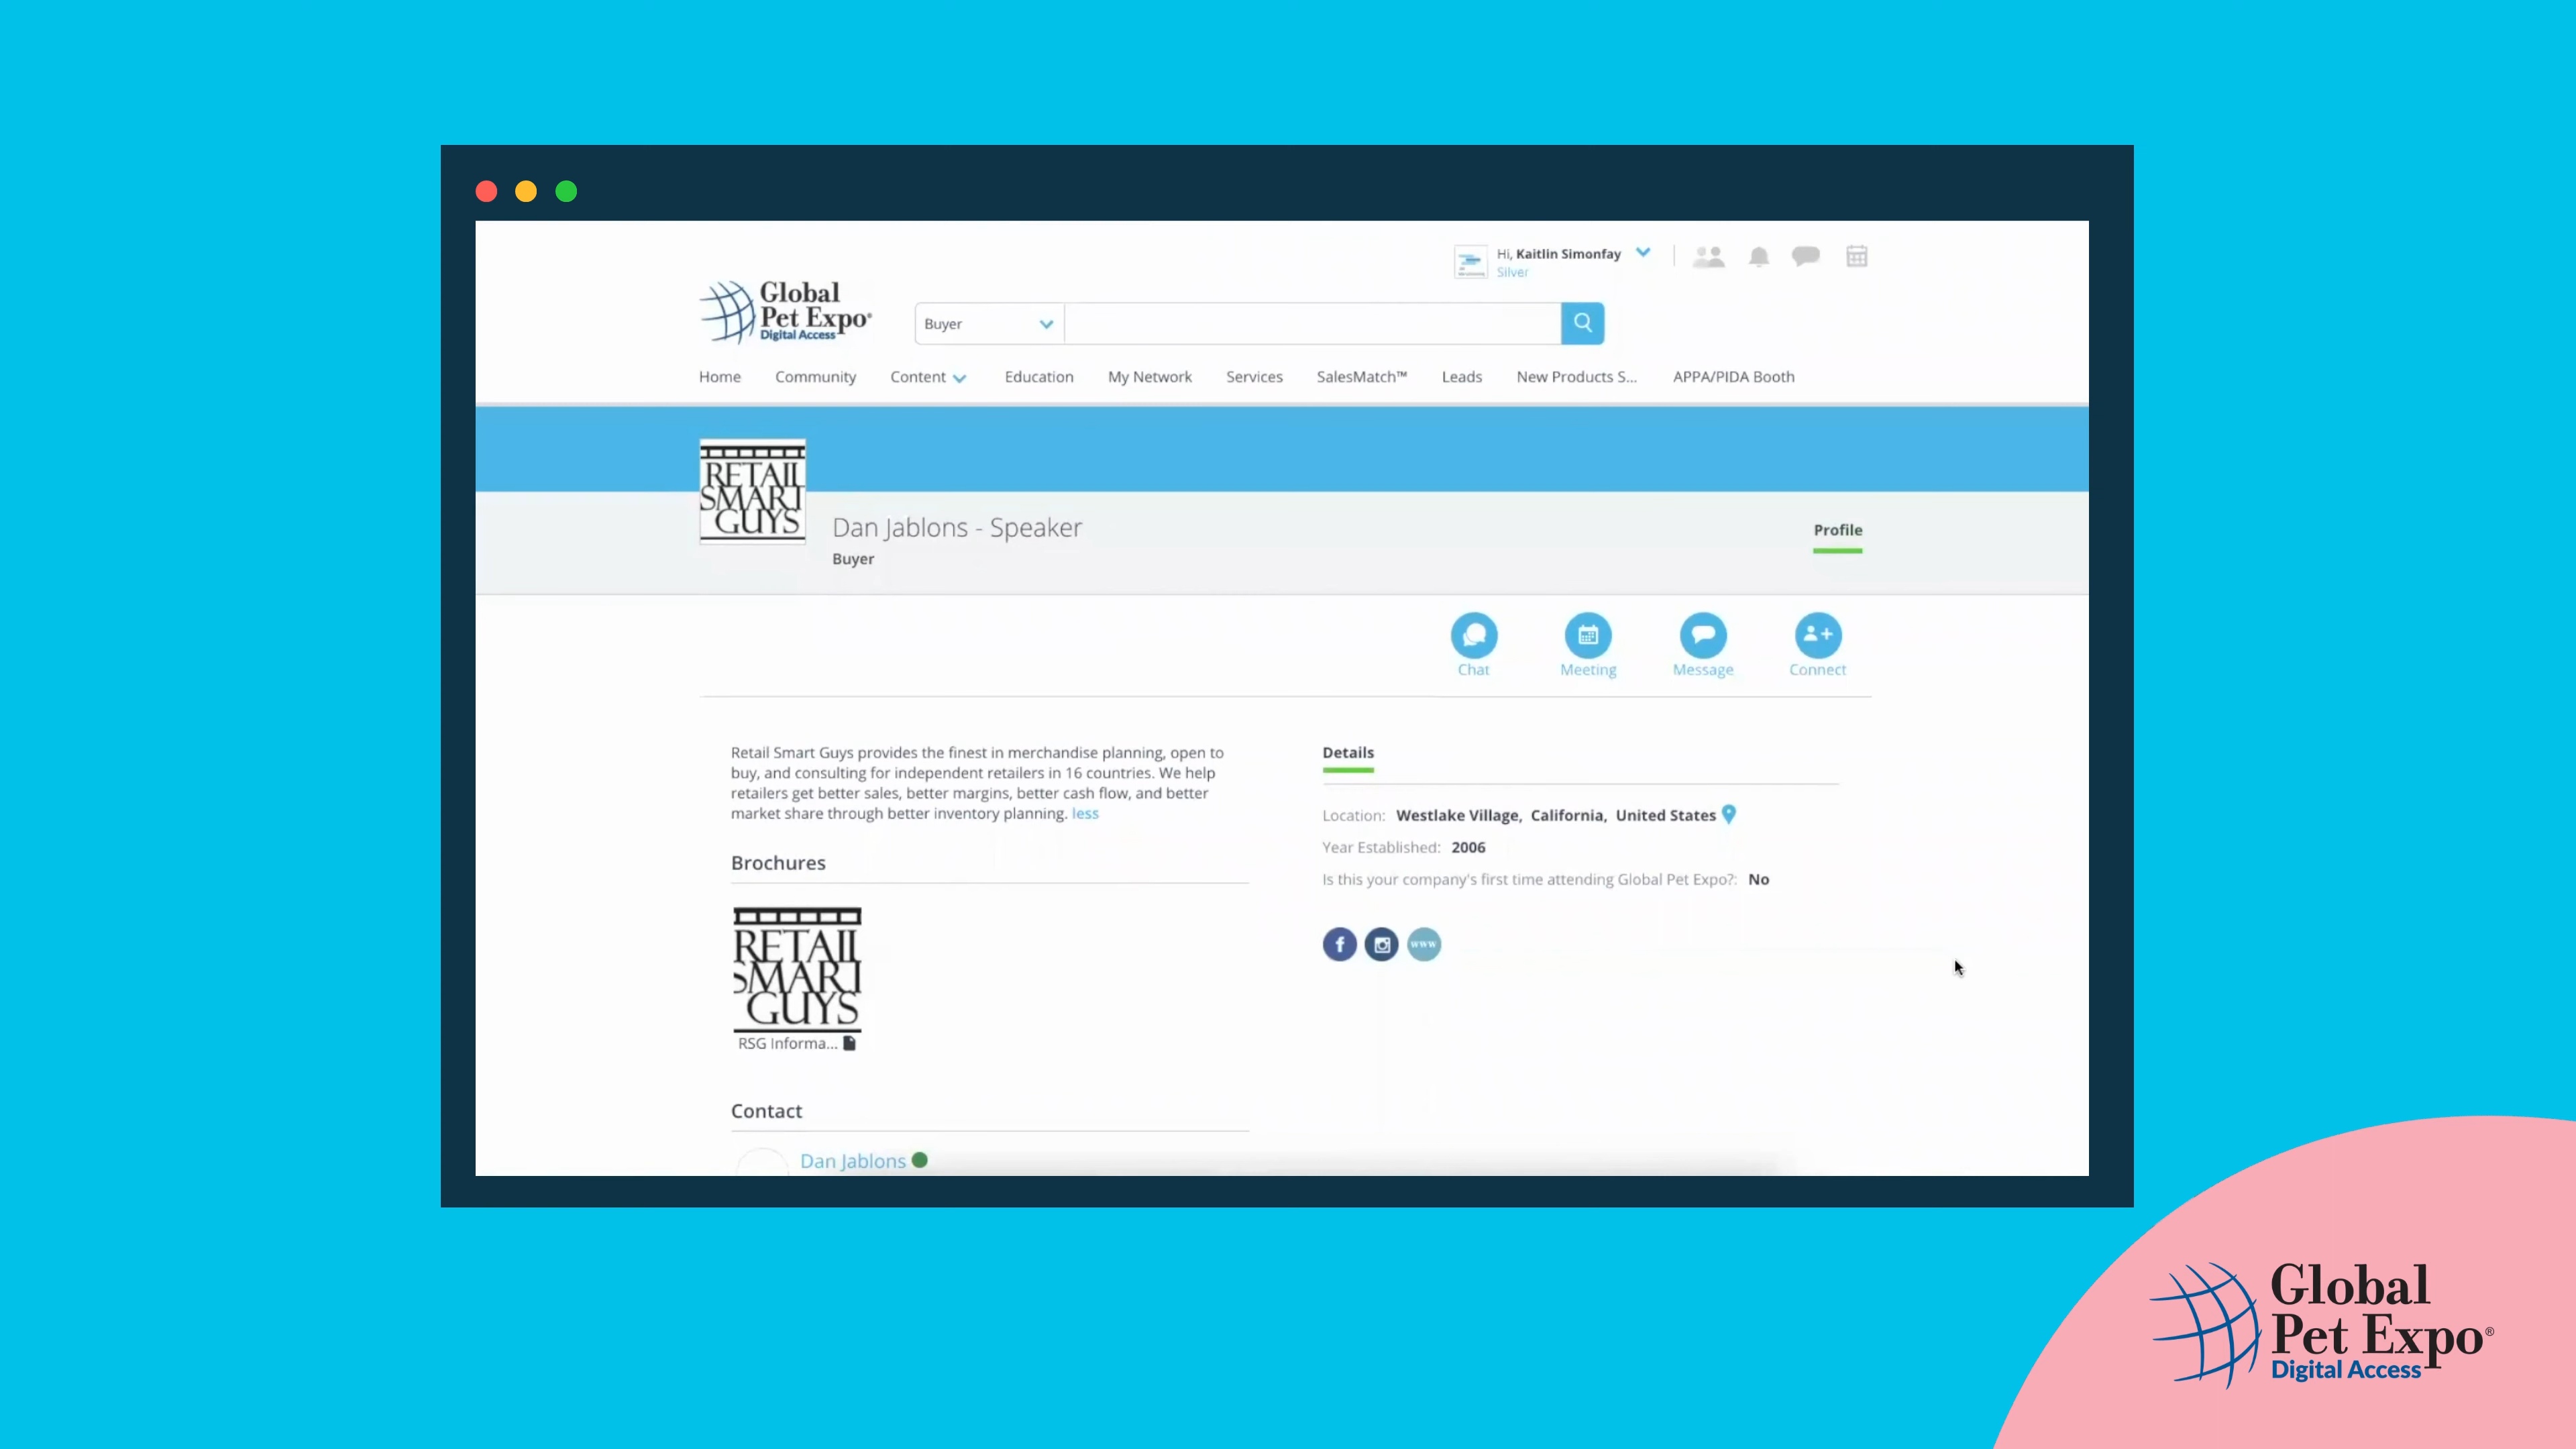 Hi, Kaitlin Simonfay
Silver
Global
Pet Expo®
Digital Access
Buyer
Home Community Content Education My Network Services SalesMatch™ Leads New Products S... APPA/PIDA Booth
RETAIL
SMART
GUYS
Dan Jablons - Speaker
Buyer
Profile
Chat Meeting Message Connect
Retail Smart Guys provides the finest in merchandise planning, open to
buy, and consulting for independent retailers in 16 countries. We help
retailers get better sales, better margins, better cash flow, and better
market share through better inventory planning. less
Details
Location: Westlake Village, California, United States
Year Established: 2006
Is this your company's first time attending Global Pet Expo?: No
f
www
Brochures
RETAIL
SMART
GUYS
RSG Informa...
Contact
Dan Jablons
Global
Pet Expo®
Digital Access